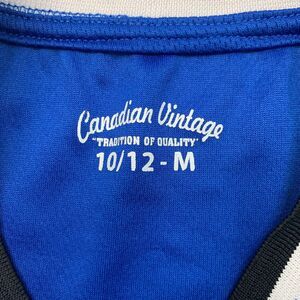 Canadian Vintage
"TRADITION OF QUALITY"
10/12 - M